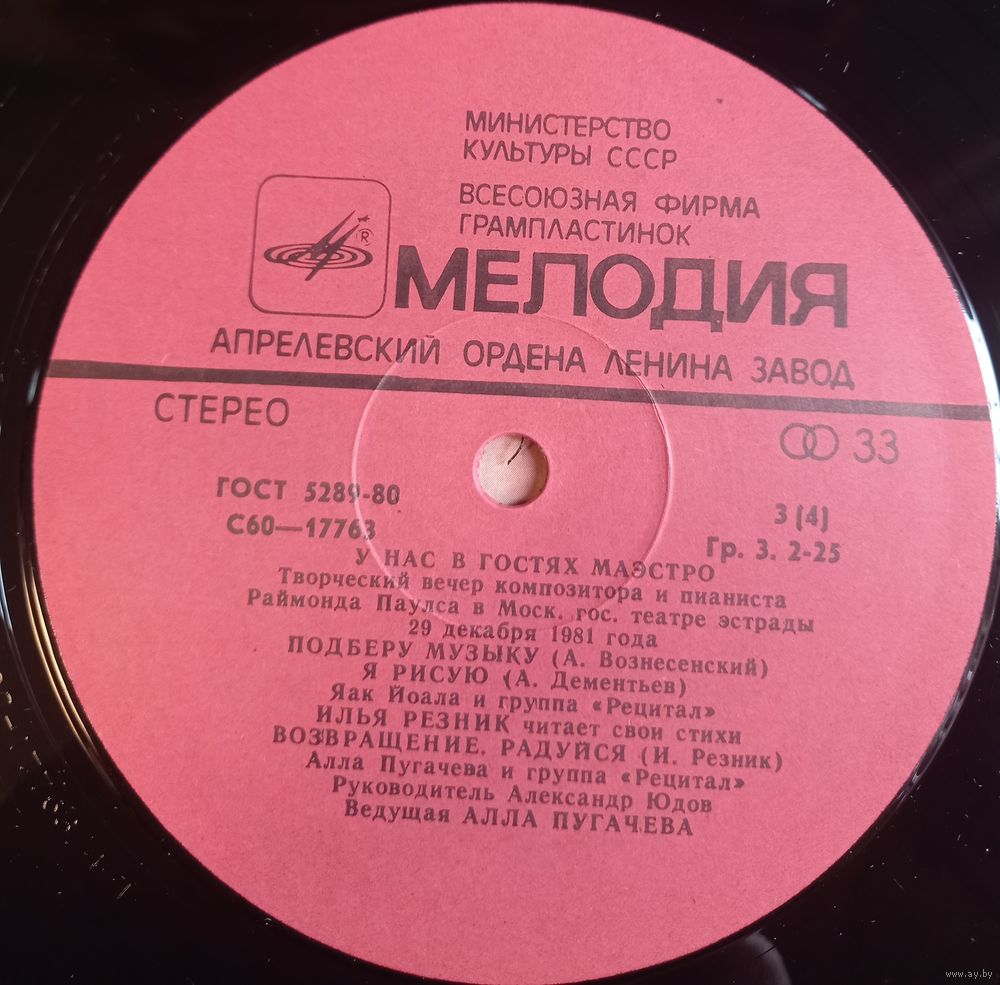 МИНИСТЕРСТВО
КУЛЬТУРЫ СССР
ВСЕСОЮЗНАЯ ФИРМА
ГРАМПЛАСТИНОК
®
МЕЛОДИЯ
АПРЕЛЕВСКИЙ ОРДЕНА ЛЕНИНА ЗАВОД
СТЕРЕО
33
ГОСТ 5289-80
С60—17763
3 (4)
Гр. 3. 2-25
У НАС В ГОСТЯХ МАЭСТРО
Творческий вечер композитора и пианиста
Раймонда Паулса в Моск. гос. театре эстрады
29 декабря 1981 года
ПОДБЕРУ МУЗЫКУ (А. Вознесенский)
Я РИСУЮ (А. Дементьев)
Яак Йоала и группа «Рецитал»
ИЛЬЯ РЕЗНИК читает свои стихи
ВОЗВРАЩЕНИЕ. РАДУЙСЯ (И. Резник)
Алла Пугачева и группа «Рецитал»
Руководитель Александр Юдов
Ведущая АЛЛА ПУГАЧЕВА
www.ay.by